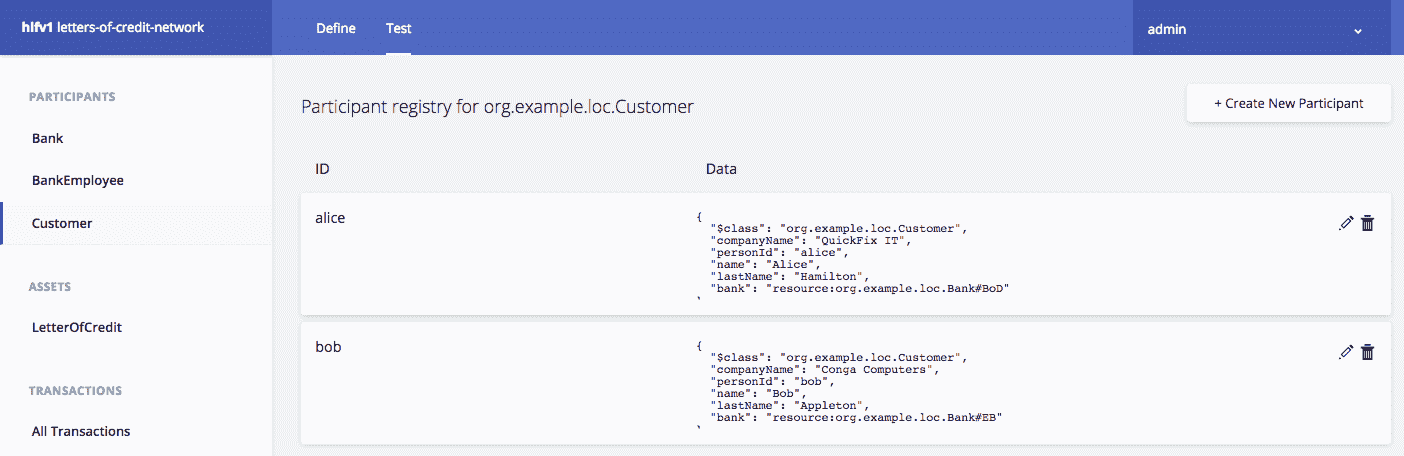 hlfv1 letters-of-credit-network
Define
Test
admin
PARTICIPANTS
Bank
BankEmployee
Customer
ASSETS
LetterOfCredit
TRANSACTIONS
All Transactions
Participant registry for org.example.loc.Customer
+ Create New Participant
ID
Data
alice
{
"$class": "org.example.loc.Customer",
"companyName": "QuickFix IT",
"personId": "alice",
"name": "Alice",
"lastName": "Hamilton",
"bank": "resource:org.example.loc.Bank#BoD"
bob
{
"$class": "org.example.loc.Customer",
"companyName": "Conga Computers",
"personId": "bob",
"name": "Bob",
"lastName": "Appleton",
"bank": "resource:org.example.loc.Bank#EB"